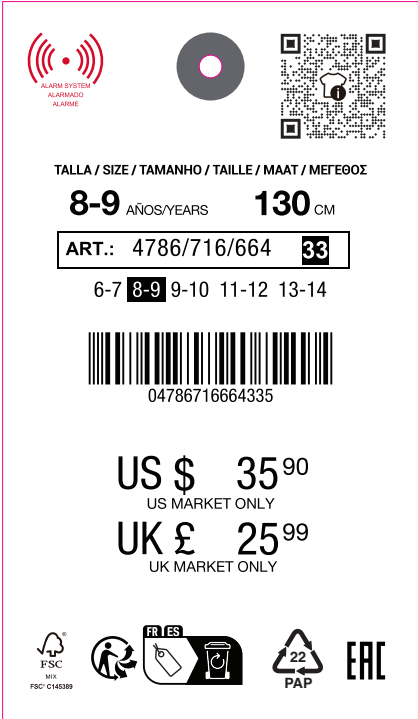 ALARM SYSTEM
ALARMADO
ALARME
TALLA / SIZE / TAMANHO / TAILLE / MAAT / ΜΕΓΕΘΟΣ
8-9 AÑOS/YEARS 130 CM
ART.: 4786/716/664 33
6-7 8-9 9-10 11-12 13-14
04786716664335
US $ 35 90
US MARKET ONLY
UK £ 25 99
UK MARKET ONLY
FR ES
FSC ®
MIX
FSC® C145389
22
PAP
EAC